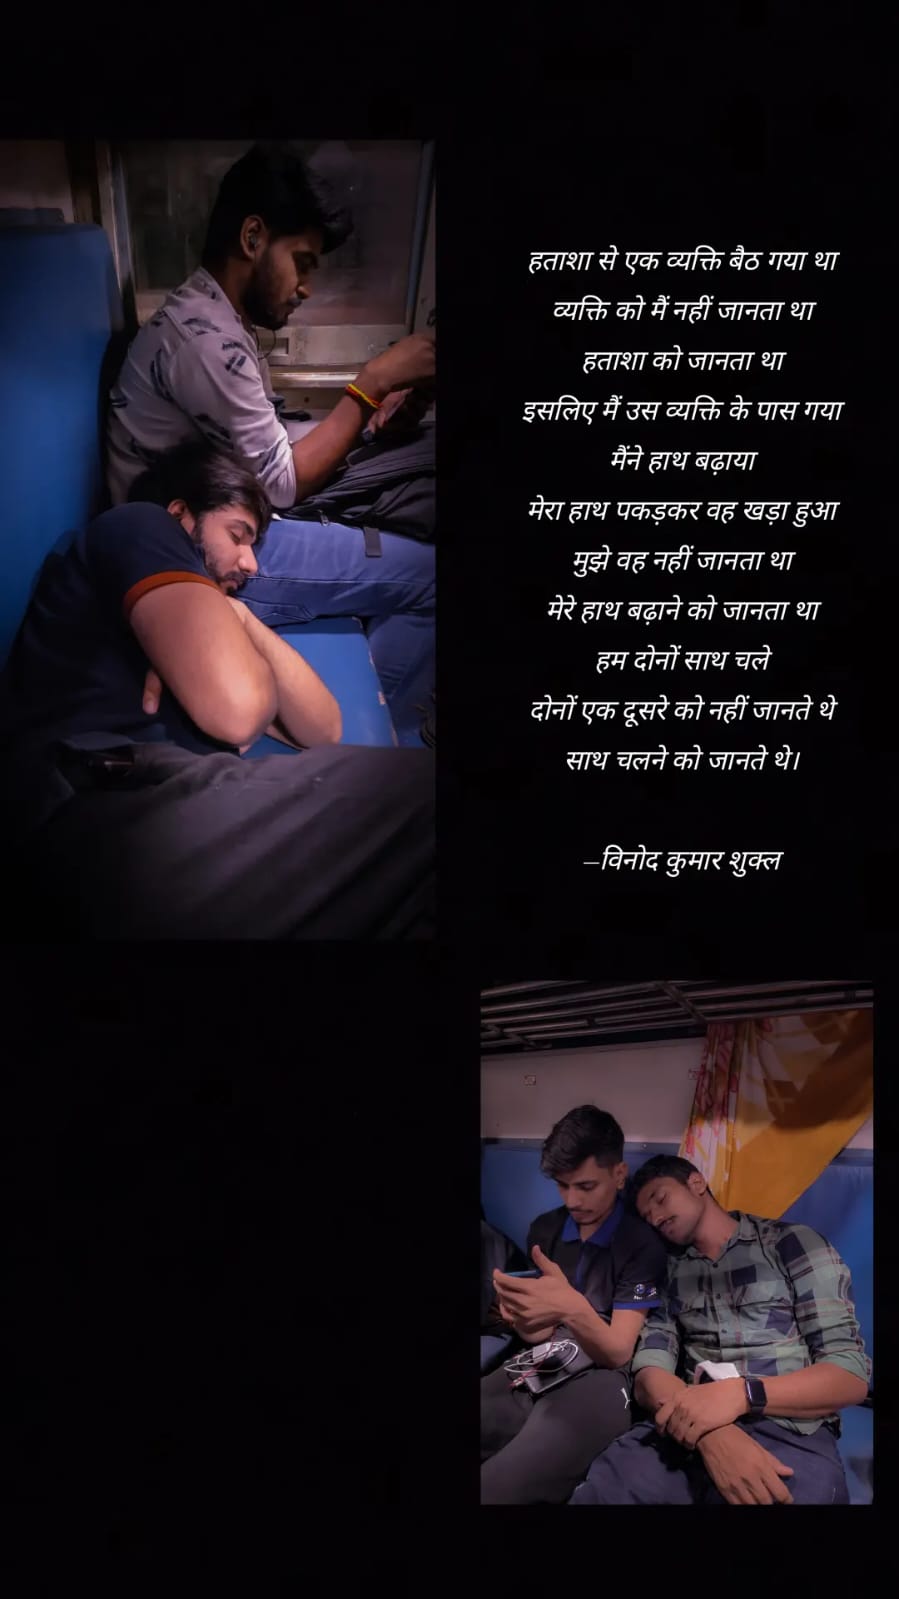 हताशा से एक व्यक्ति बैठ गया था
व्यक्ति को मैं नहीं जानता था
हताशा को जानता था
इसलिए मैं उस व्यक्ति के पास गया
मैंने हाथ बढ़ाया
मेरा हाथ पकड़कर वह खड़ा हुआ
मुझे वह नहीं जानता था
मेरे हाथ बढ़ाने को जानता था
हम दोनों साथ चले
दोनों एक दूसरे को नहीं जानते थे
साथ चलने को जानते थे।
–विनोद कुमार शुक्ल